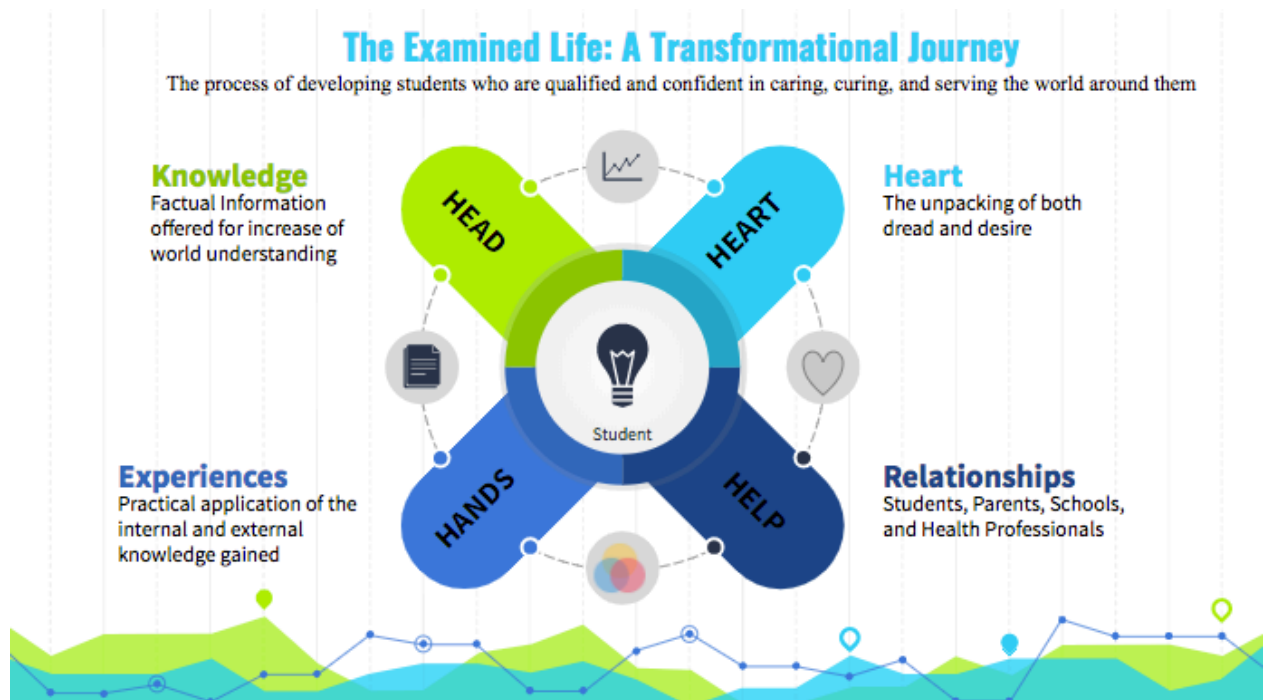 The Examined Life: A Transformational Journey
The process of developing students who are qualified and confident in caring, curing, and serving the world around them
Knowledge
Factual Information
offered for increase of
world understanding
HEAD
HEART
Heart
The unpacking of both
dread and desire
Student
Experiences
Practical application of the
internal and external
knowledge gained
HANDS
HELP
Relationships
Students, Parents, Schools,
and Health Professionals